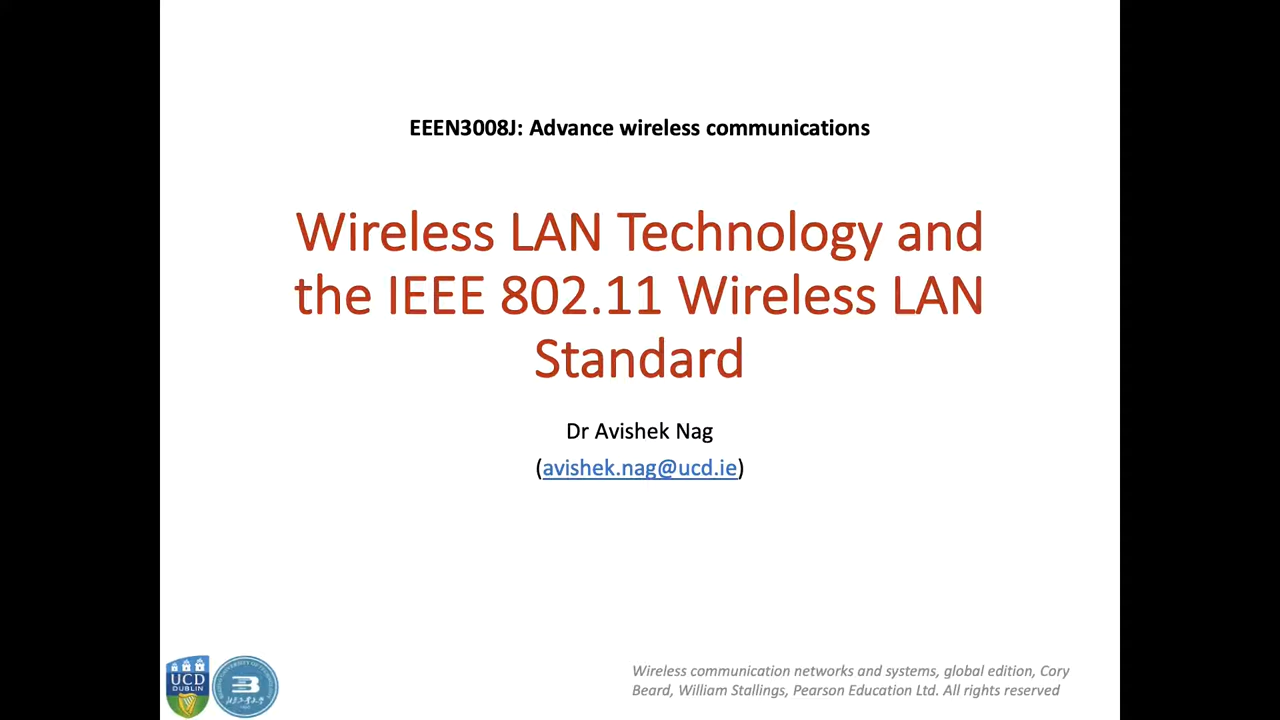 EEEN3008J: Advance wireless communications
Wireless LAN Technology and
the IEEE 802.11 Wireless LAN
Standard
Dr Avishek Nag
(avishek.nag@ucd.ie)
UCD
DUBLIN
Wireless communication networks and systems, global edition, Cory
Beard, William Stallings, Pearson Education Ltd. All rights reserved